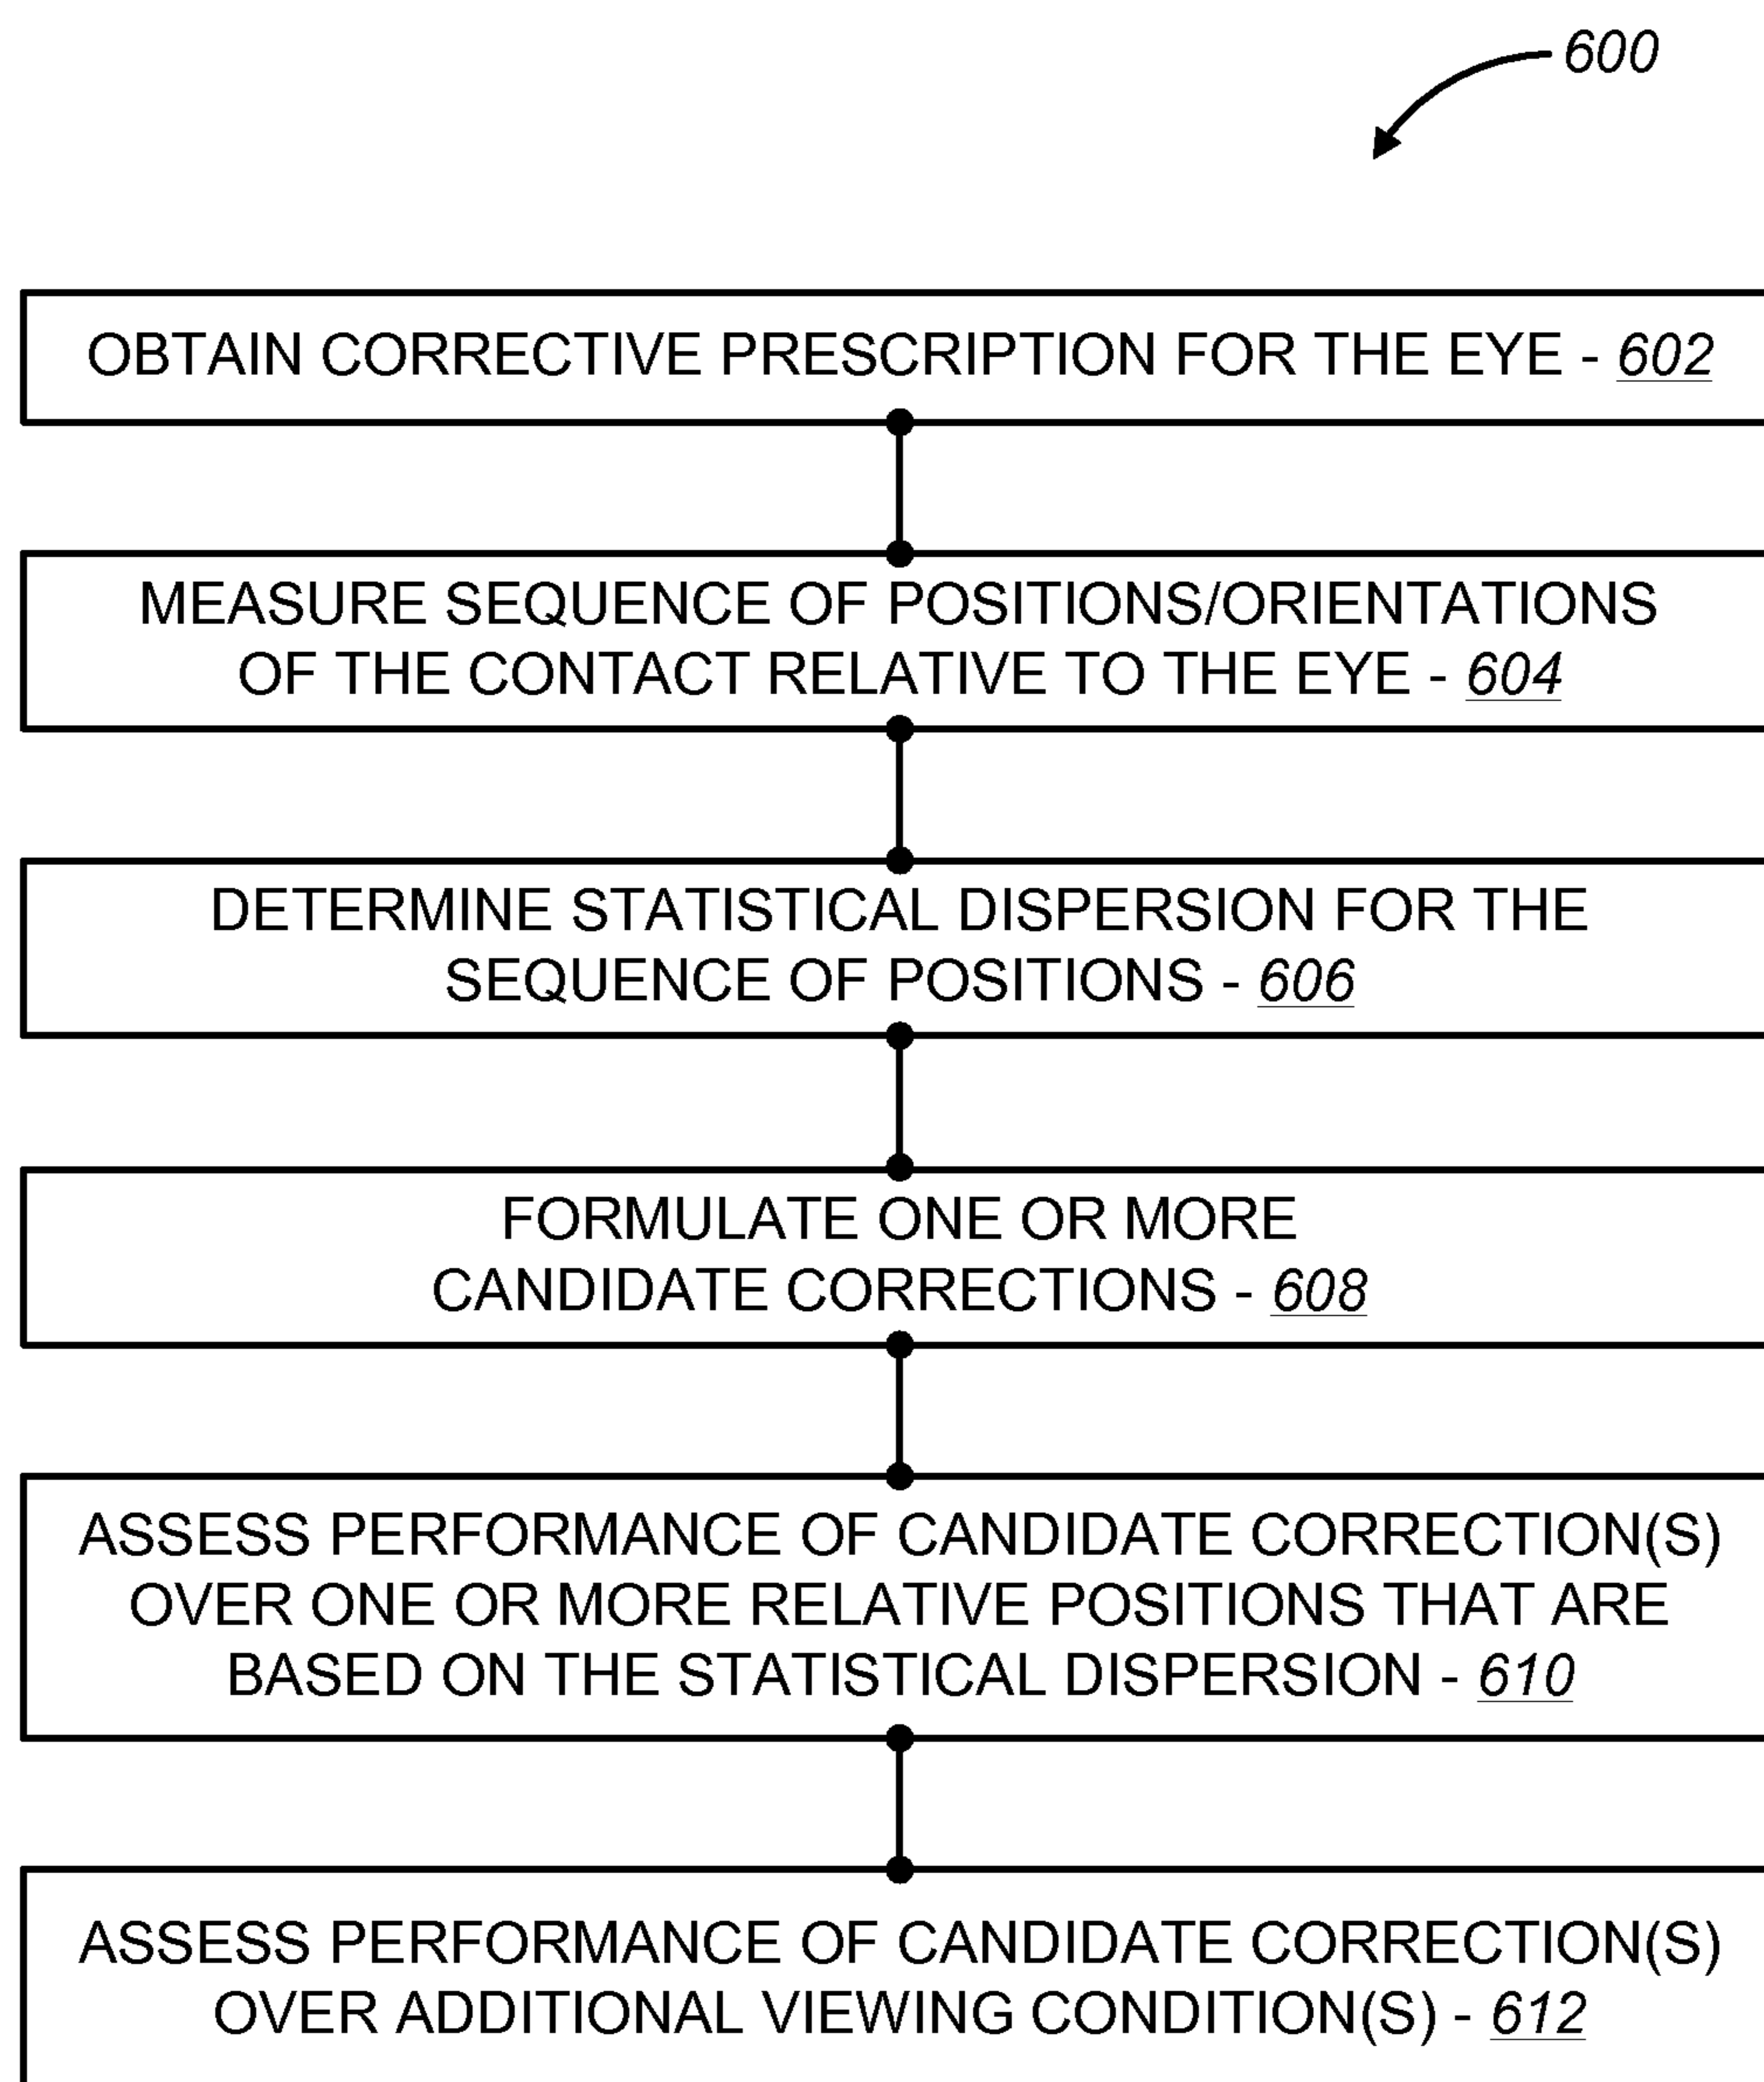 600
OBTAIN CORRECTIVE PRESCRIPTION FOR THE EYE - 602
MEASURE SEQUENCE OF POSITIONS/ORIENTATIONS
OF THE CONTACT RELATIVE TO THE EYE - 604
DETERMINE STATISTICAL DISPERSION FOR THE
SEQUENCE OF POSITIONS - 606
FORMULATE ONE OR MORE
CANDIDATE CORRECTIONS - 608
ASSESS PERFORMANCE OF CANDIDATE CORRECTION(S)
OVER ONE OR MORE RELATIVE POSITIONS THAT ARE
BASED ON THE STATISTICAL DISPERSION - 610
ASSESS PERFORMANCE OF CANDIDATE CORRECTION(S)
OVER ADDITIONAL VIEWING CONDITION(S) - 612